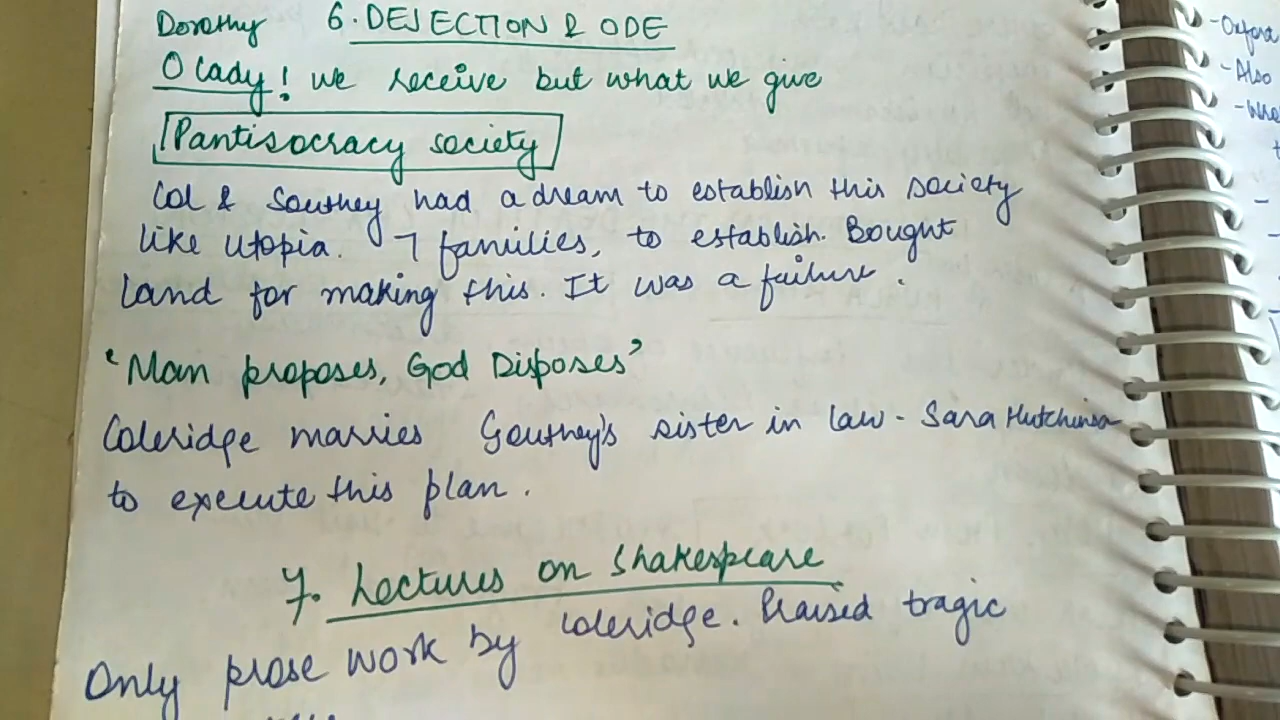 Dorothy 6. DEJECTION & ODE
O Lady! we receive but what we give
Pantisocracy society
Col & Southey had a dream to establish this society
like utopia. 7 families, to establish. Bought
land for making this. It was a failure.
'Man proposes, God Disposes'
Coleridge marries Southey's sister in law - Sara Hutchinson
to execute this plan.
7. Lectures on Shakespeare
Only prose work by Coleridge. Praised tragic
-Oxford
-Also